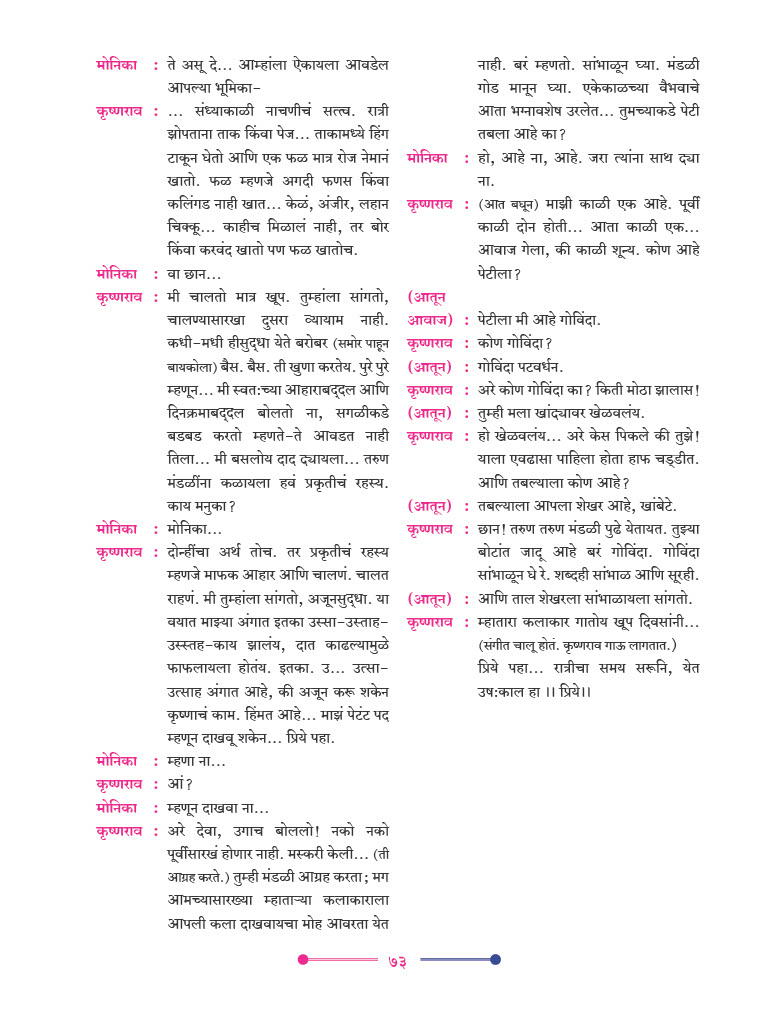 मोनिका : ते असू दे... आम्हांला ऐकायला आवडेल
आपल्या भूमिका-
कृष्णराव : ... संध्याकाळी नाचणीचं सत्त्व. रात्री
झोपताना ताक किंवा पेज... ताकामध्ये हिंग
टाकून घेतो आणि एक फळ मात्र रोज नेमानं
खातो. फळ म्हणजे अगदी फणस किंवा
कलिंगड नाही खात... केळं, अंजीर, लहान
चिक्कू... काहीच मिळालं नाही, तर बोर
किंवा करवंद खातो पण फळ खातोच.
मोनिका : वा छान...
कृष्णराव : मी चालतो मात्र खूप. तुम्हांला सांगतो,
चालण्यासारखा दुसरा व्यायाम नाही.
कधी-मधी हीसुद्धा येते बरोबर (समोर पाहून
बायकोला) बैस. बैस. ती खुणा करतेय. पुरे पुरे
म्हणून... मी स्वत:च्या आहाराबद्दल आणि
दिनक्रमाबद्दल बोलतो ना, सगळीकडे
बडबड करतो म्हणते-ते आवडत नाही
तिला... मी बसलोय दाद द्यायला... तरुण
मंडळींना कळायला हवं प्रकृतीचं रहस्य.
काय मनुका?
मोनिका : मोनिका...
कृष्णराव : दोन्हींचा अर्थ तोच. तर प्रकृतीचं रहस्य
म्हणजे माफक आहार आणि चालणं. चालत
राहणं. मी तुम्हांला सांगतो, अजूनसुद्धा. या
वयात माझ्या अंगात इतका उस्सा-उस्ताह-
उस्स्तह-काय झालंय, दात काढल्यामुळे
फाफलायला होतंय. इतका. उ... उत्सा-
उत्साह अंगात आहे, की अजून करू शकेन
कृष्णाचं काम. हिंमत आहे... माझं पेटंट पद
म्हणून दाखवू शकेन... प्रिये पहा.
मोनिका : म्हणा ना...
कृष्णराव : आं?
मोनिका : म्हणून दाखवा ना...
कृष्णराव : अरे देवा, उगाच बोललो! नको नको
पूर्वीसारखं होणार नाही. मस्करी केली... (ती
आग्रह करते.) तुम्ही मंडळी आग्रह करता; मग
आमच्यासारख्या म्हाताऱ्या कलाकाराला
आपली कला दाखवायचा मोह आवरता येत
नाही. बरं म्हणतो. सांभाळून घ्या. मंडळी
गोड मानून घ्या. एकेकाळच्या वैभवाचे
आता भग्नावशेष उरलेत... तुमच्याकडे पेटी
तबला आहे का?
मोनिका : हो, आहे ना, आहे. जरा त्यांना साथ द्या
ना.
कृष्णराव : (आत बघून) माझी काळी एक आहे. पूर्वी
काळी दोन होती... आता काळी एक...
आवाज गेला, की काळी शून्य. कोण आहे
पेटीला?
(आतून
आवाज) : पेटीला मी आहे गोविंदा.
कृष्णराव : कोण गोविंदा?
(आतून) : गोविंदा पटवर्धन.
कृष्णराव : अरे कोण गोविंदा का? किती मोठा झालास!
(आतून) : तुम्ही मला खांद्यावर खेळवलंय.
कृष्णराव : हो खेळवलंय... अरे केस पिकले की तुझे!
याला एवढासा पाहिला होता हाफ चड्डीत.
आणि तबल्याला कोण आहे?
(आतून) : तबल्याला आपला शेखर आहे, खांबेटे.
कृष्णराव : छान! तरुण तरुण मंडळी पुढे येतायत. तुझ्या
बोटांत जादू आहे बरं गोविंदा. गोविंदा
सांभाळून घे रे. शब्दही सांभाळ आणि सूरही.
(आतून) : आणि ताल शेखरला सांभाळायला सांगतो.
कृष्णराव : म्हातारा कलाकार गातोय खूप दिवसांनी...
(संगीत चालू होतं. कृष्णराव गाऊ लागतात.)
प्रिये पहा... रात्रीचा समय सरूनि, येत
उष:काल हा ।। प्रिये।।
७३